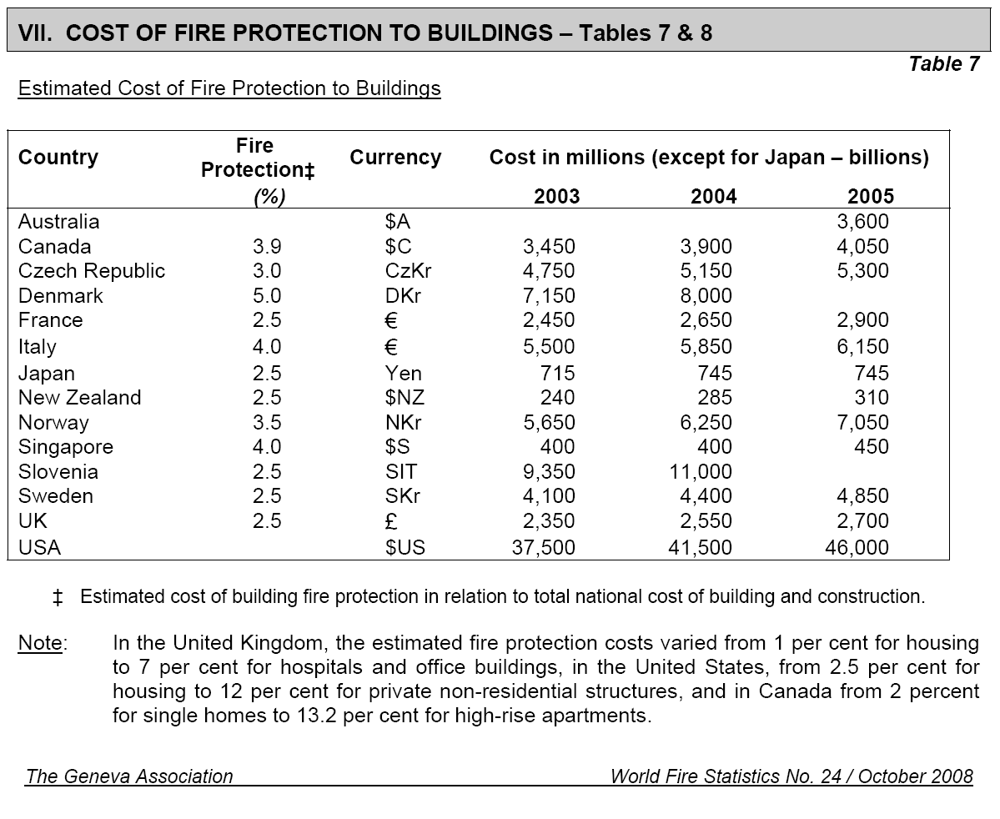 VII. COST OF FIRE PROTECTION TO BUILDINGS – Tables 7 & 8
Table 7
Estimated Cost of Fire Protection to Buildings
Country Fire Protection‡ (%) Currency Cost in millions (except for Japan – billions)
2003 2004 2005
Australia $A 3,600
Canada 3.9 $C 3,450 3,900 4,050
Czech Republic 3.0 CzKr 4,750 5,150 5,300
Denmark 5.0 DKr 7,150 8,000
France 2.5 € 2,450 2,650 2,900
Italy 4.0 € 5,500 5,850 6,150
Japan 2.5 Yen 715 745 745
New Zealand 2.5 $NZ 240 285 310
Norway 3.5 NKr 5,650 6,250 7,050
Singapore 4.0 $S 400 400 450
Slovenia 2.5 SIT 9,350 11,000
Sweden 2.5 SKr 4,100 4,400 4,850
UK 2.5 £ 2,350 2,550 2,700
USA $US 37,500 41,500 46,000
‡ Estimated cost of building fire protection in relation to total national cost of building and construction.
Note: In the United Kingdom, the estimated fire protection costs varied from 1 per cent for housing
to 7 per cent for hospitals and office buildings, in the United States, from 2.5 per cent for
housing to 12 per cent for private non-residential structures, and in Canada from 2 percent
for single homes to 13.2 per cent for high-rise apartments.
The Geneva Association World Fire Statistics No. 24 / October 2008